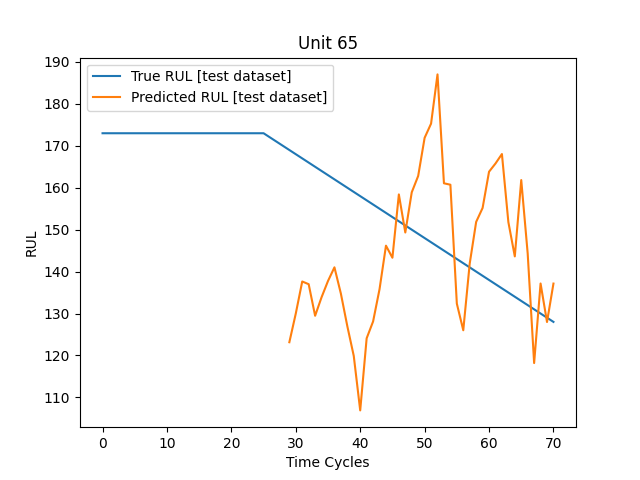 Unit 65
True RUL [test dataset]
Predicted RUL [test dataset]
RUL
190
180
170
160
150
140
130
120
110
0 10 20 30 40 50 60 70
Time Cycles